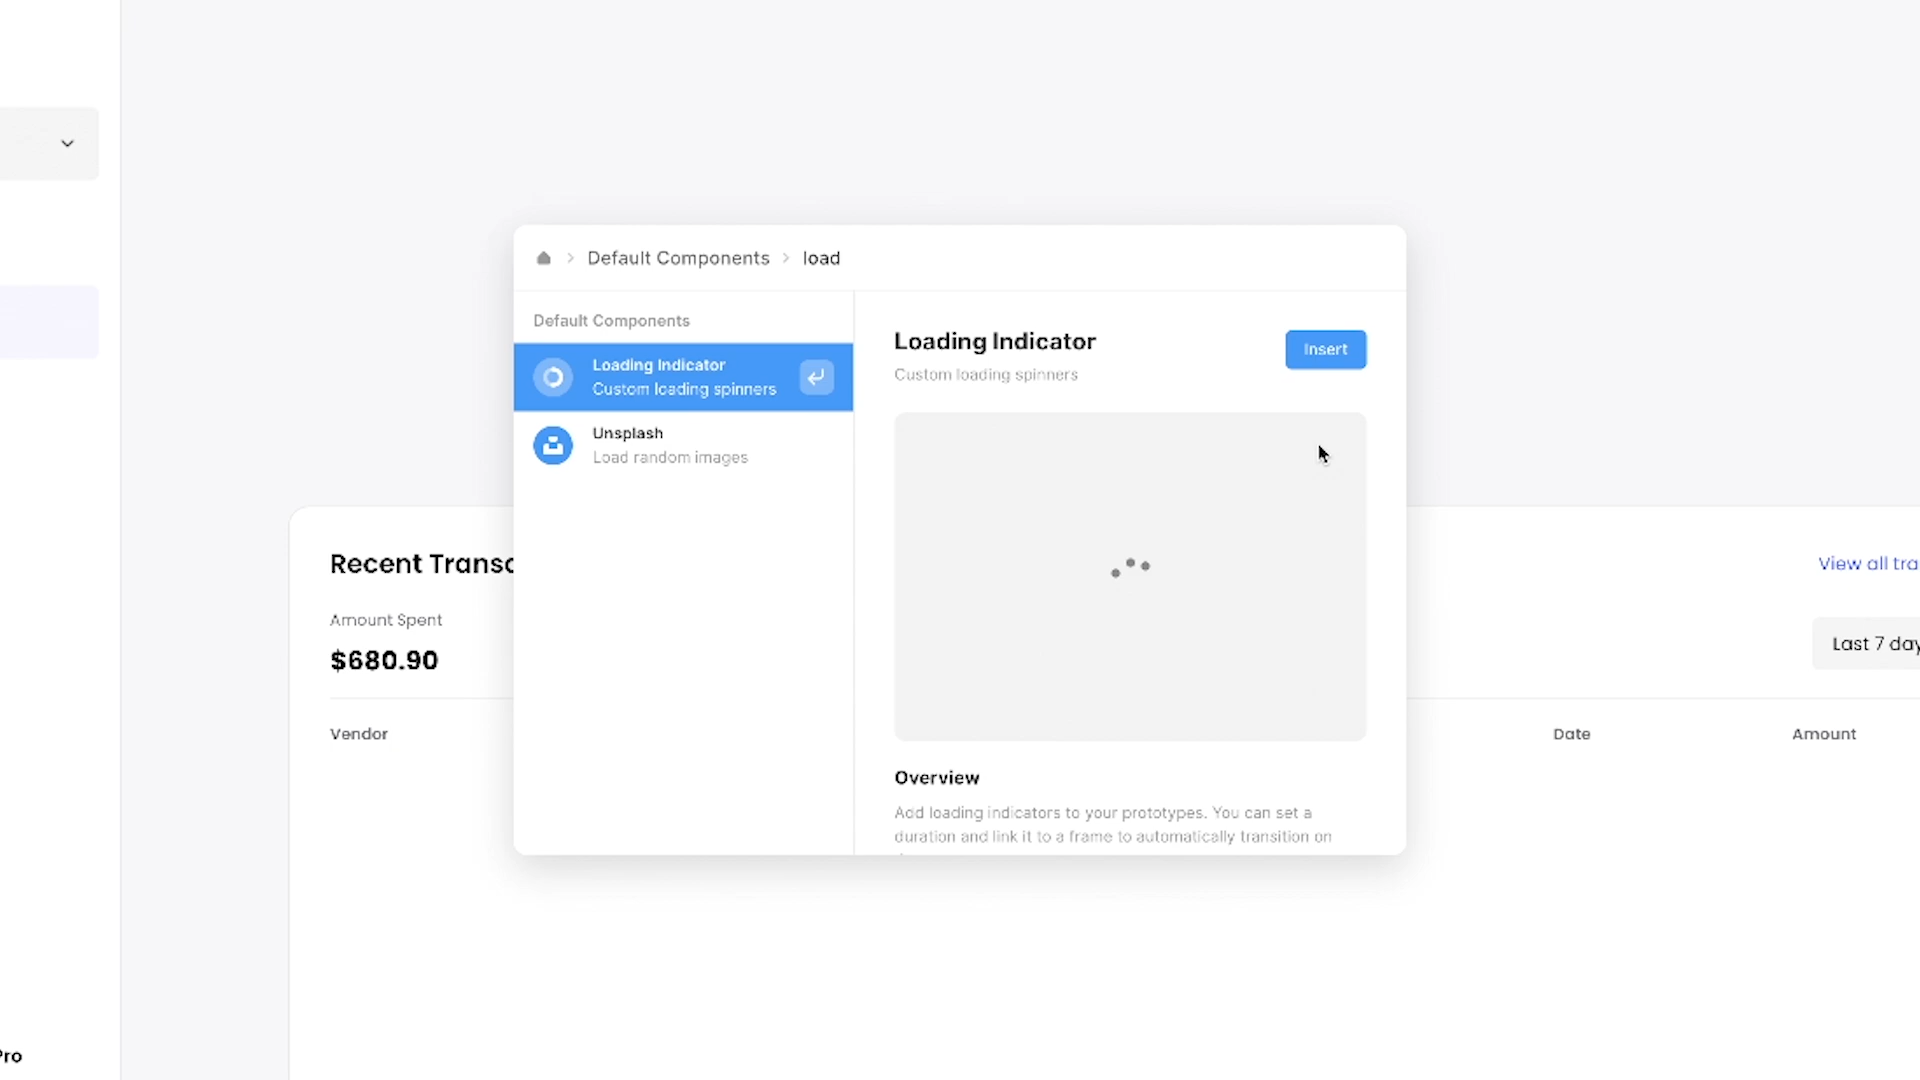 Default Components
load
Default Components
Loading Indicator
Custom loading spinners
Unsplash
Load random images
Loading Indicator
Custom loading spinners
Insert
Overview
Add loading indicators to your prototypes. You can set a
duration and link it to a frame to automatically transition on
Recent Transc
View all tra
Amount Spent
$680.90
Last 7 day
Vendor
Date
Amount
Pro